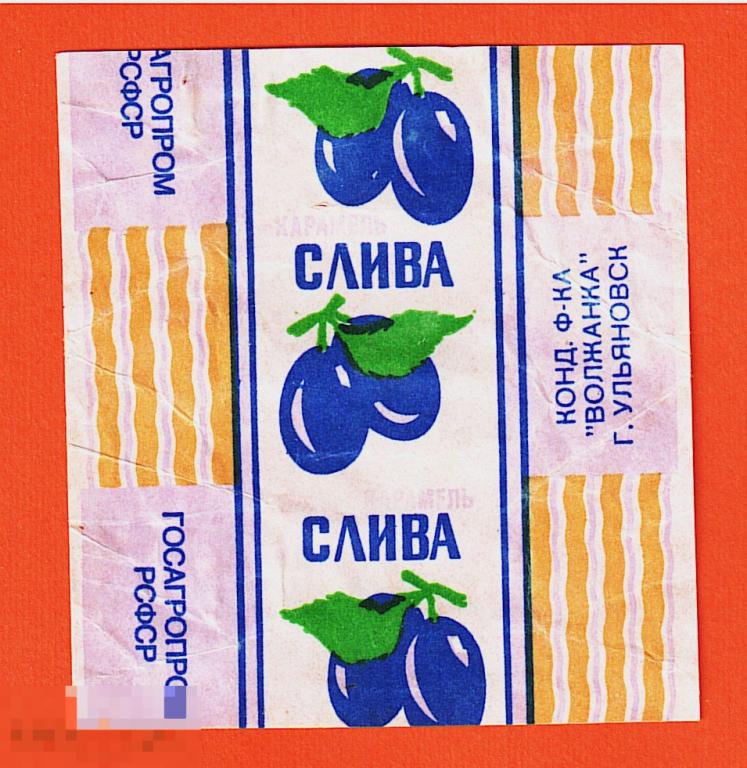 АГРОПРОМ
РСФСР
КАРАМЕЛЬ
СЛИВА
КОНД. Ф-КА
"ВОЛЖАНКА"
Г. УЛЬЯНОВСК
КАРАМЕЛЬ
СЛИВА
ГОСАГРОПРО
РСФСР